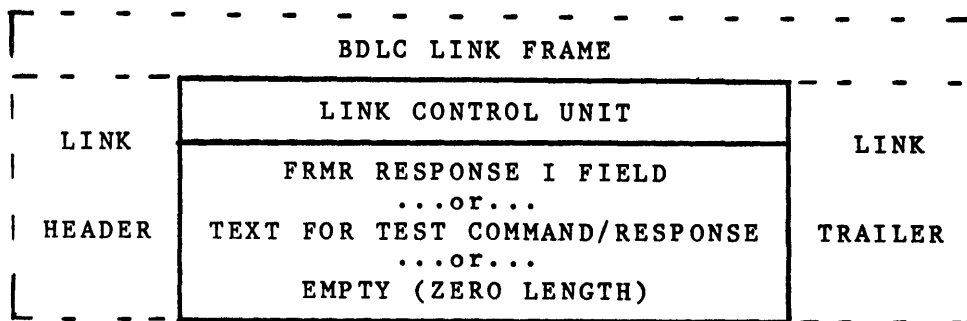 BDLC LINK FRAME
LINK CONTROL UNIT
LINK
HEADER
FRMR RESPONSE I FIELD
...or...
TEXT FOR TEST COMMAND/RESPONSE
...or...
EMPTY (ZERO LENGTH)
LINK
TRAILER